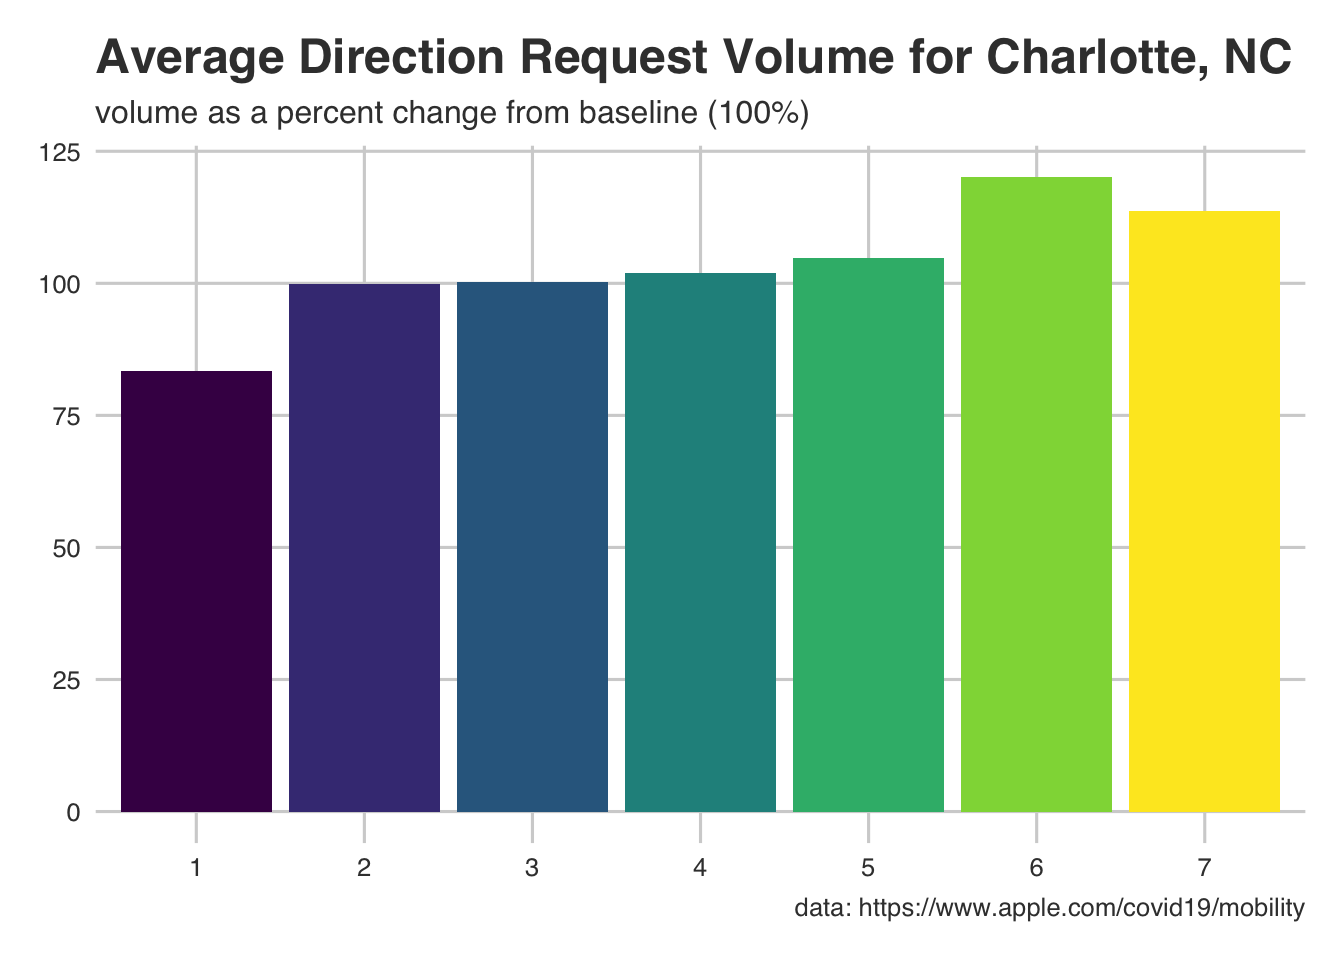 Average Direction Request Volume for Charlotte, NC
volume as a percent change from baseline (100%)
125
100
75
50
25
0
1 2 3 4 5 6 7
data: https://www.apple.com/covid19/mobility